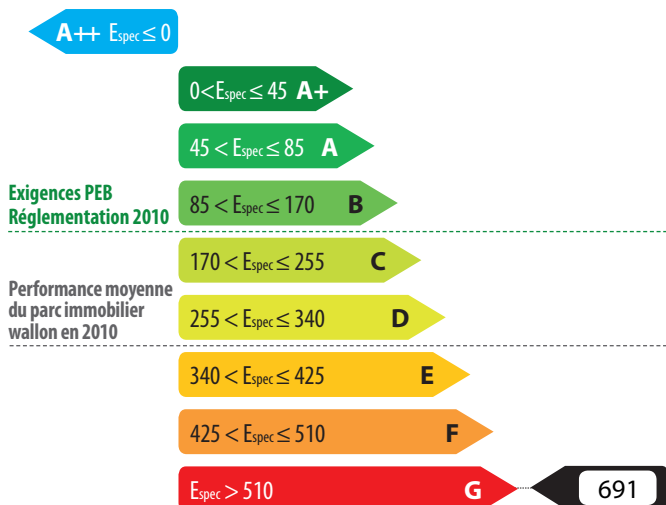 A++ Espec ≤ 0
0<Espec ≤ 45 A+
45 < Espec ≤ 85 A
Exigences PEB
Réglementation 2010
85 < Espec ≤ 170 B
170 < Espec ≤ 255 C
Performance moyenne
du parc immobilier
wallon en 2010
255 < Espec ≤ 340 D
340 < Espec ≤ 425 E
425 < Espec ≤ 510 F
Espec > 510 G
691